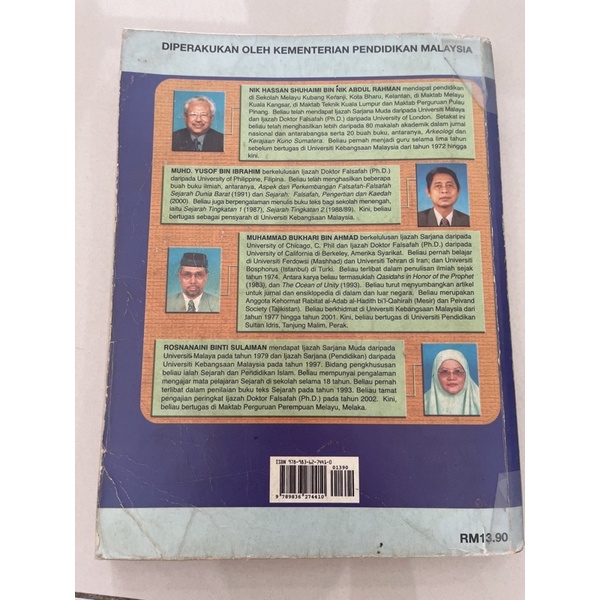 DIPERAKUKAN OLEH KEMENTERIAN PENDIDIKAN MALAYSIA
NIK HASSAN SHUHAIMI BIN NIK ABDUL RAHMAN mendapat pendidikan
di Sekolah Melayu Kubang Keranji, Kota Bharu, Kelantan, di Maktab Melayu
Kuala Kangsar, di Maktab Teknik Kuala Lumpur dan Maktab Perguruan Pulau
Pinang. Beliau telah mendapat Ijazah Sarjana Muda daripada Universiti Malaya
dan Ijazah Doktor Falsafah (Ph.D.) daripada University of London. Setakat ini
beliau telah menghasilkan lebih daripada 80 makalah akademik dalam jurnal
nasional dan antarabangsa serta 20 buah buku, antaranya, Arkeologi dan
Kerajaan Kuno Sumatera. Beliau pernah menjadi guru selama lima tahun
sebelum bertugas di Universiti Kebangsaan Malaysia dari tahun 1972 hingga
kini.
MUHD. YUSOF BIN IBRAHIM berkelulusan Ijazah Doktor Falsafah (Ph.D.)
daripada University of Philippine, Filipina. Beliau telah menghasilkan beberapa
buah buku ilmiah, antaranya, Aspek dan Perkembangan Falsafah-Falsafah
Sejarah Dunia Barat (1991) dan Sejarah: Falsafah, Pengertian dan Kaedah
(2000). Beliau juga berpengalaman menulis buku teks bagi sekolah menengah,
iaitu Sejarah Tingkatan 1 (1987), Sejarah Tingkatan 2 (1988/89). Kini, beliau
bertugas sebagai pensyarah di Universiti Kebangsaan Malaysia.
MUHAMMAD BUKHARI BIN AHMAD berkelulusan Ijazah Sarjana daripada
University of Chicago, C. Phil dan Ijazah Doktor Falsafah (Ph.D.) daripada
University of California di Berkeley, Amerika Syarikat. Beliau pernah belajar
di Universiti Ferdowsi (Mashhad) dan Universiti Tehran di Iran; dan Universiti
Bosphorus (Istanbul) di Turki. Beliau terlibat dalam penulisan ilmiah sejak
tahun 1974. Antara karya beliau termasuklah Qasidahs in Honor of the Prophet
(1983), dan The Ocean of Unity (1993). Beliau turut menyumbangkan artikel
untuk jurnal dan ensiklopedia di dalam dan luar negara. Beliau merupakan
Anggota Kehormat Rabitat al-Adab al-Hadith bi'l-Qahirah (Mesir) dan Peivand
Society (Tajikistan). Beliau berkhidmat di Universiti Kebangsaan Malaysia dari
tahun 1977 hingga tahun 2001. Kini, beliau bertugas di Universiti Pendidikan
Sultan Idris, Tanjung Malim, Perak.
ROSNANAINI BINTI SULAIMAN mendapat Ijazah Sarjana Muda daripada
Universiti Malaya pada tahun 1979 dan Ijazah Sarjana (Pendidikan) daripada
Universiti Kebangsaan Malaysia pada tahun 1997. Bidang pengkhususan
beliau ialah Sejarah dan Pendidikan Islam. Beliau mempunyai pengalaman
mengajar mata pelajaran Sejarah di sekolah selama 18 tahun. Beliau pernah
terlibat dalam penilaian buku teks Sejarah pada tahun 1993. Beliau tamat
pengajian peringkat Ijazah Doktor Falsafah (Ph.D.) pada tahun 2002. Kini,
beliau bertugas di Maktab Perguruan Perempuan Melayu, Melaka.
ISBN 978-983-62-7441-0
01390
9 789836 274410
RM13.90